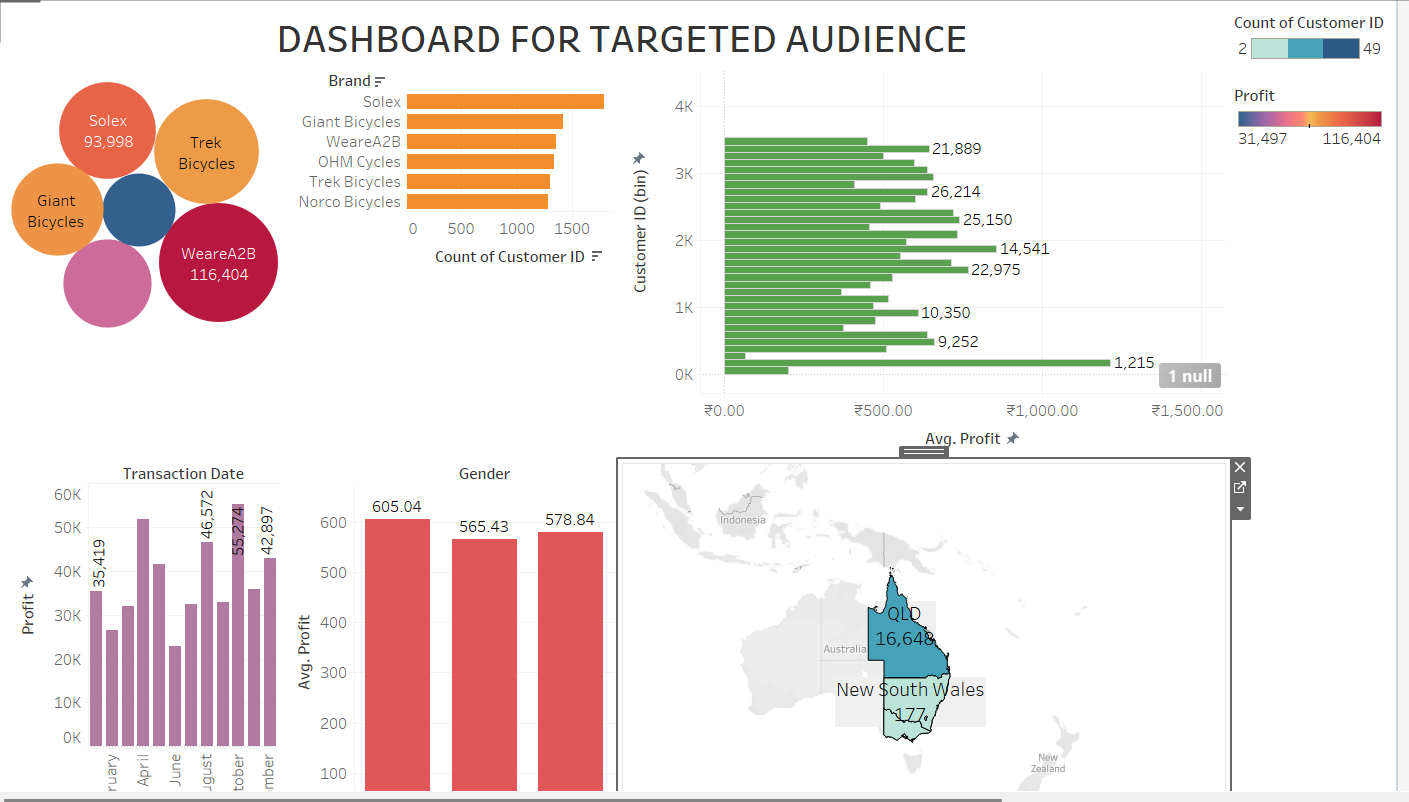 DASHBOARD FOR TARGETED AUDIENCE
Count of Customer ID
2 49
Profit
31,497 116,404
Solex
93,998
Trek
Bicycles
Giant
Bicycles
WeareA2B
116,404
Brand
Solex
Giant Bicycles
WeareA2B
OHM Cycles
Trek Bicycles
Norco Bicycles
0 500 1000 1500
Count of Customer ID
Customer ID (bin)
4K
3K
2K
1K
0K
21,889
26,214
25,150
14,541
22,975
10,350
9,252
1,215
1 null
₹0.00 ₹500.00 ₹1,000.00 ₹1,500.00
Avg. Profit
Transaction Date
Profit
60K
50K
40K
30K
20K
10K
0K
35,419
46,572
55,274
42,897
ruary
April
June
ugust
tober
mber
Gender
Avg. Profit
600
500
400
300
200
100
605.04
565.43
578.84
Indonesia
Australia
QLD
16,648
New South Wales
177
New
Zealand